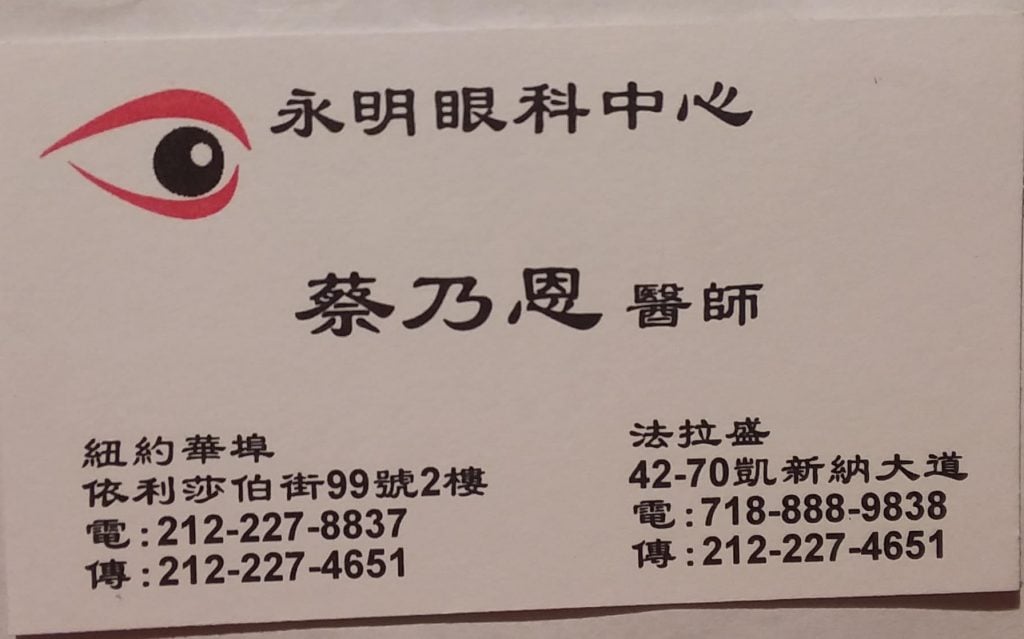 永明眼科中心
蔡乃恩 醫師
紐約華埠
依利莎伯街99號2樓
電:212-227-8837
傳:212-227-4651
法拉盛
42-70凱新納大道
電:718-888-9838
傳:212-227-4651